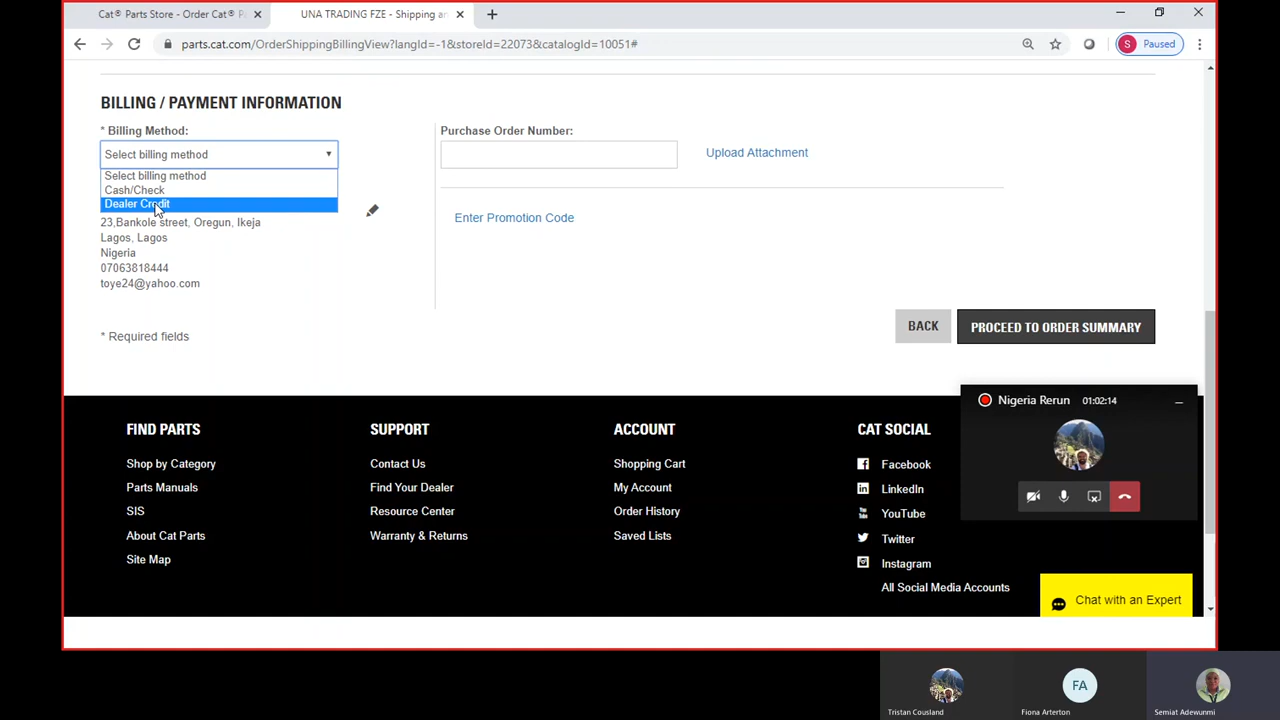 Cat® Parts Store - Order Cat® P
UNA TRADING FZE - Shipping an
parts.cat.com/OrderShippingBillingView?langId=-1&storeId=22073&catalogId=10051#
S
Paused
BILLING / PAYMENT INFORMATION
* Billing Method:
Select billing method
Select billing method
Cash/Check
Dealer Credit
23,Bankole street, Oregun, Ikeja
Lagos, Lagos
Nigeria
07063818444
toye24@yahoo.com
* Required fields
Purchase Order Number:
Upload Attachment
Enter Promotion Code
BACK
PROCEED TO ORDER SUMMARY
Nigeria Rerun 01:02:14
FIND PARTS
Shop by Category
Parts Manuals
SIS
About Cat Parts
Site Map
SUPPORT
Contact Us
Find Your Dealer
Resource Center
Warranty & Returns
ACCOUNT
Shopping Cart
My Account
Order History
Saved Lists
CAT SOCIAL
Facebook
LinkedIn
YouTube
Twitter
Instagram
All Social Media Accounts
Chat with an Expert
Tristan Cousland
FA
Fiona Arterton
Semiat Adewunmi